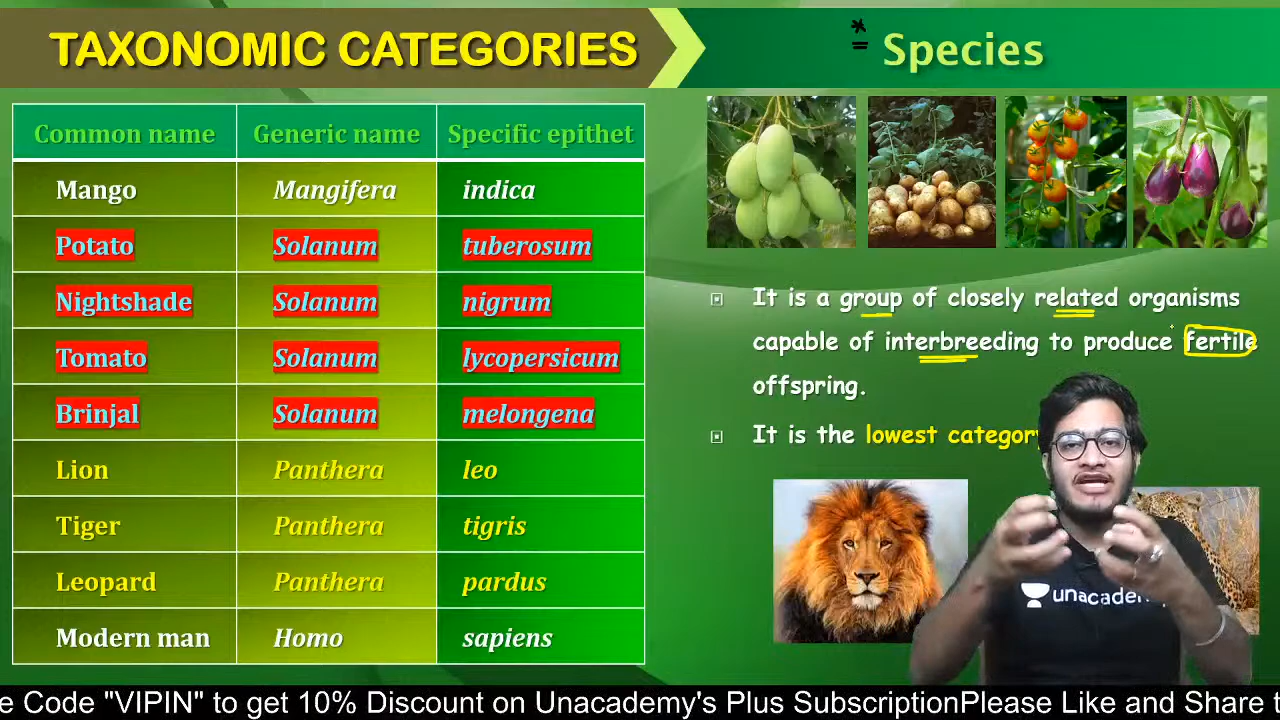 TAXONOMIC CATEGORIES
* Species
=
Common name Generic name Specific epithet
Mango Mangifera indica
Potato Solanum tuberosum
Nightshade Solanum nigrum
Tomato Solanum lycopersicum
Brinjal Solanum melongena
Lion Panthera leo
Tiger Panthera tigris
Leopard Panthera pardus
Modern man Homo sapiens
It is a group of closely related organisms
capable of interbreeding to produce fertile
offspring.
It is the lowest category
unacademy
e Code "VIPIN" to get 10% Discount on Unacademy's Plus SubscriptionPlease Like and Share t